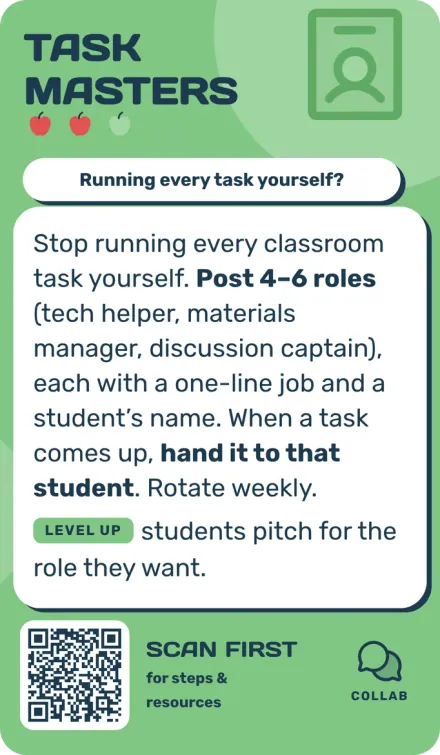 TASK
MASTERS
Running every task yourself?
Stop running every classroom
task yourself. Post 4–6 roles
(tech helper, materials
manager, discussion captain),
each with a one-line job and a
student’s name. When a task
comes up, hand it to that
student. Rotate weekly.
LEVEL UP students pitch for the
role they want.
SCAN FIRST
for steps &
resources
COLLAB